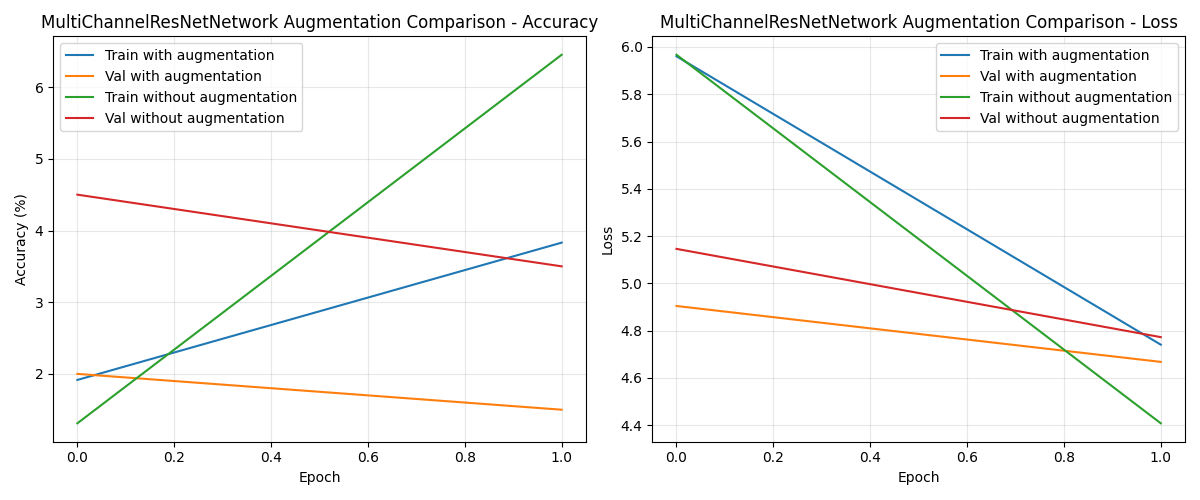 MultiChannelResNetNetwork Augmentation Comparison - Accuracy
Train with augmentation
Val with augmentation
Train without augmentation
Val without augmentation
Accuracy (%)
6
5
4
3
2
0.0 0.2 0.4 0.6 0.8 1.0
Epoch
MultiChannelResNetNetwork Augmentation Comparison - Loss
Train with augmentation
Val with augmentation
Train without augmentation
Val without augmentation
Loss
6.0
5.8
5.6
5.4
5.2
5.0
4.8
4.6
4.4
0.0 0.2 0.4 0.6 0.8 1.0
Epoch